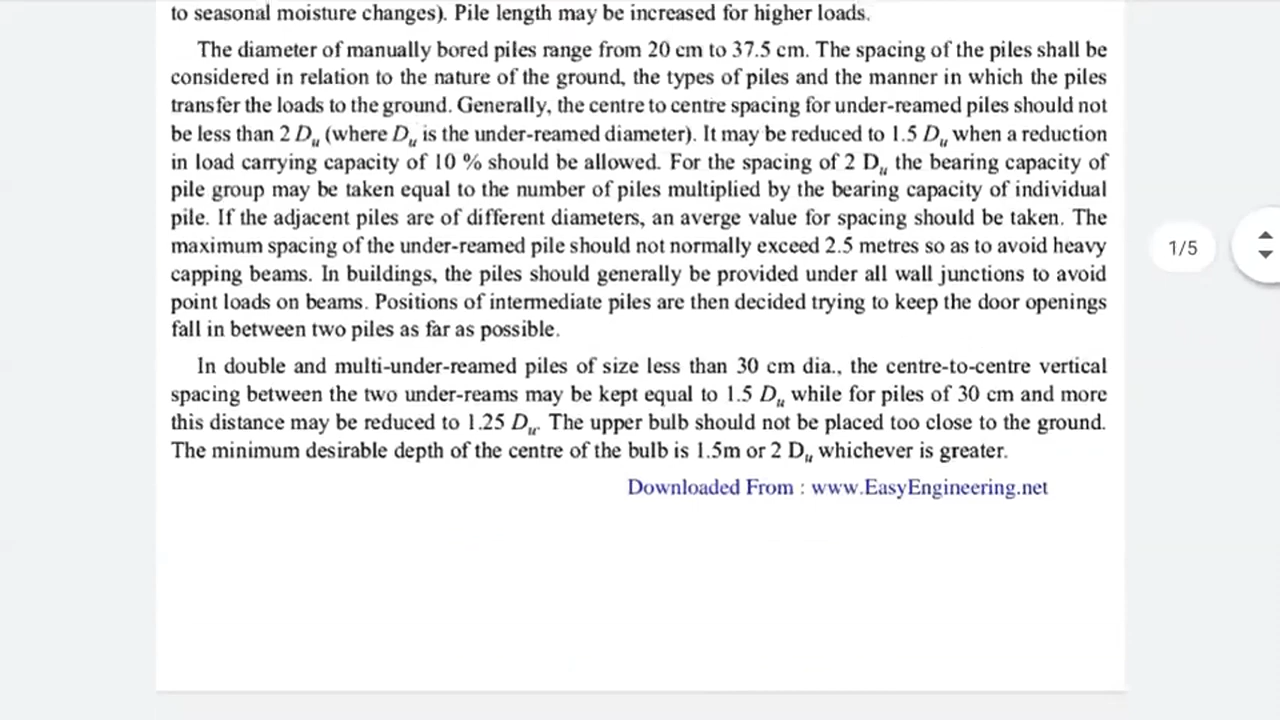 to seasonal moisture changes). Pile length may be increased for higher loads.
The diameter of manually bored piles range from 20 cm to 37.5 cm. The spacing of the piles shall be
considered in relation to the nature of the ground, the types of piles and the manner in which the piles
transfer the loads to the ground. Generally, the centre to centre spacing for under-reamed piles should not
be less than 2 Du (where Du is the under-reamed diameter). It may be reduced to 1.5 Du when a reduction
in load carrying capacity of 10 % should be allowed. For the spacing of 2 Du the bearing capacity of
pile group may be taken equal to the number of piles multiplied by the bearing capacity of individual
pile. If the adjacent piles are of different diameters, an averge value for spacing should be taken. The
maximum spacing of the under-reamed pile should not normally exceed 2.5 metres so as to avoid heavy
capping beams. In buildings, the piles should generally be provided under all wall junctions to avoid
point loads on beams. Positions of intermediate piles are then decided trying to keep the door openings
fall in between two piles as far as possible.
In double and multi-under-reamed piles of size less than 30 cm dia., the centre-to-centre vertical
spacing between the two under-reams may be kept equal to 1.5 Du while for piles of 30 cm and more
this distance may be reduced to 1.25 Du. The upper bulb should not be placed too close to the ground.
The minimum desirable depth of the centre of the bulb is 1.5m or 2 Du whichever is greater.
Downloaded From : www.EasyEngineering.net
1/5